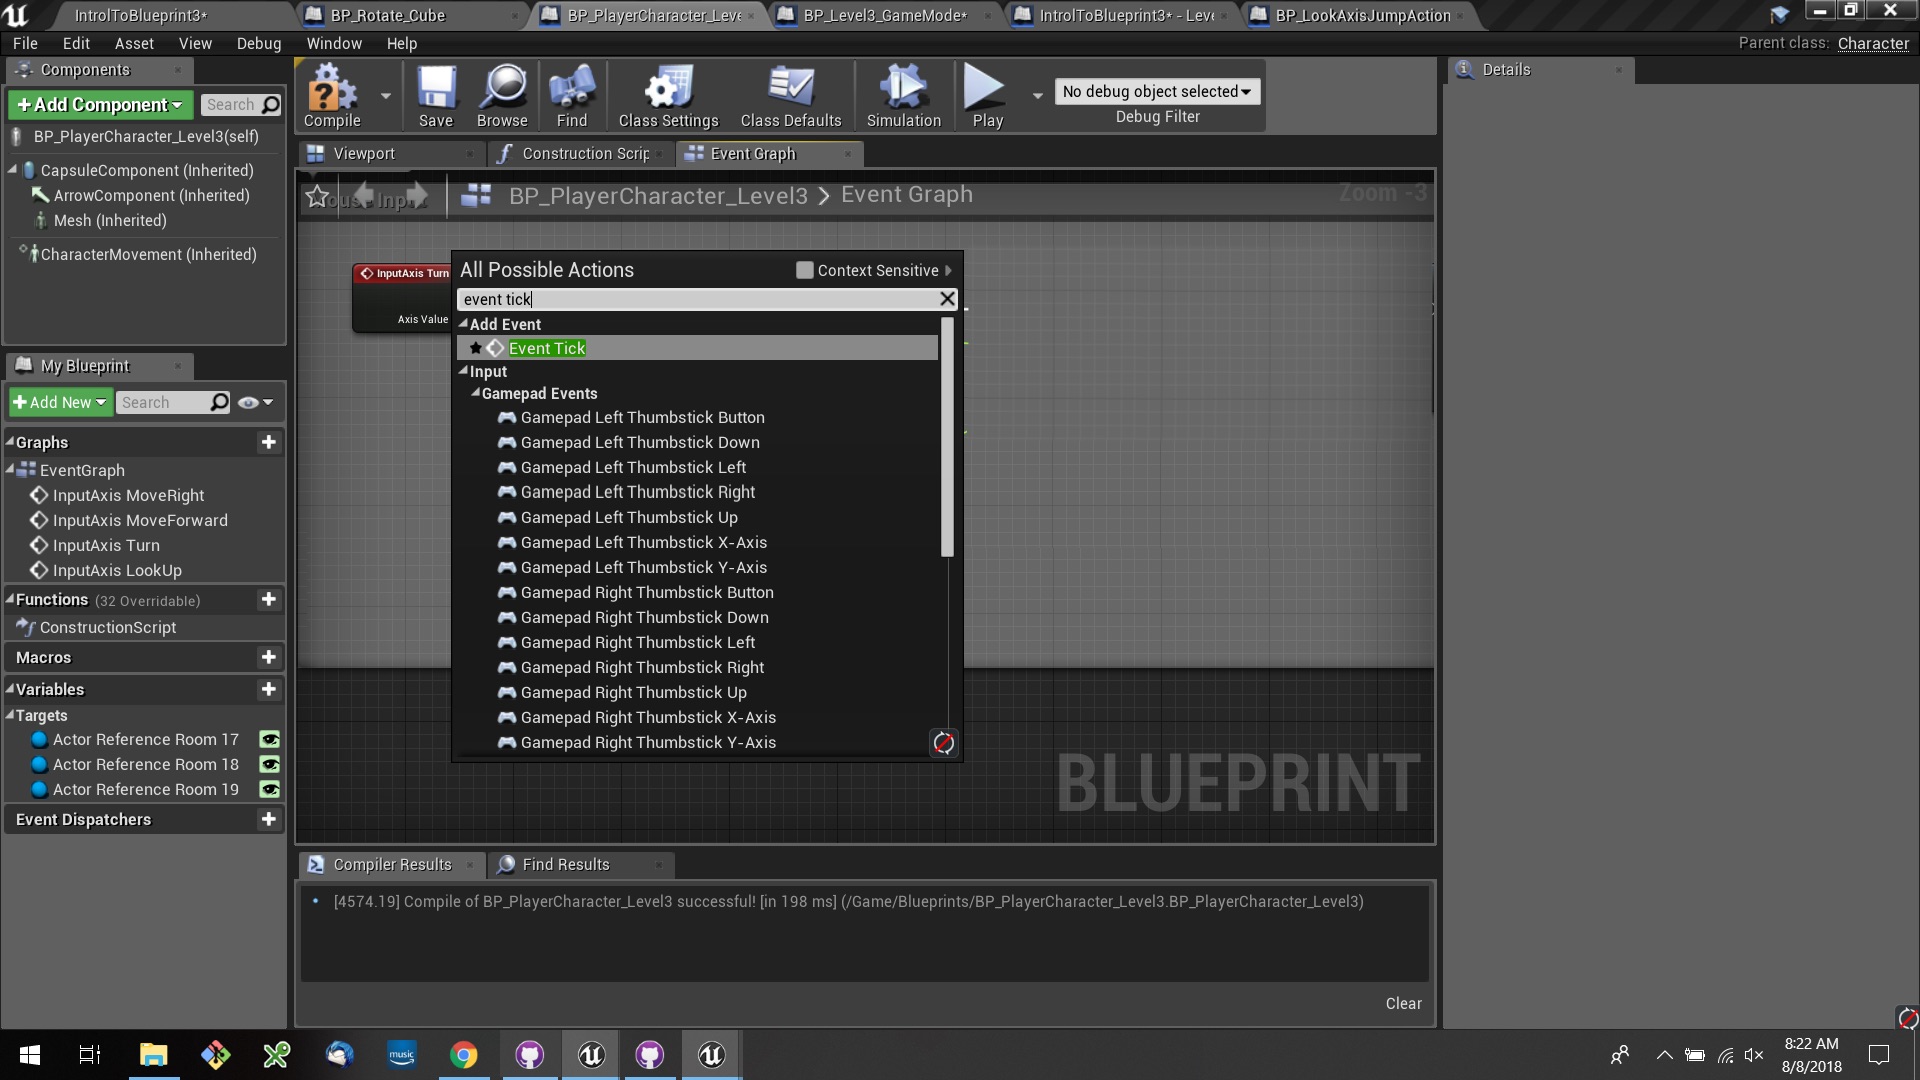 IntrolToBlueprint3*
BP_Rotate_Cube
BP_PlayerCharacter_Leve
BP_Level3_GameMode*
IntrolToBlueprint3* - Leve
BP_LookAxisJumpAction
File Edit Asset View Debug Window Help
Parent class: Character
Components
+Add Component
Search
BP_PlayerCharacter_Level3(self)
CapsuleComponent (Inherited)
ArrowComponent (Inherited)
Mesh (Inherited)
CharacterMovement (Inherited)
Compile
Save
Browse
Find
Class Settings
Class Defaults
Simulation
Play
No debug object selected
Debug Filter
Viewport
Construction Scrip
Event Graph
BP_PlayerCharacter_Level3 > Event Graph
Zoom -3
InputAxis Turn
Axis Value
All Possible Actions
Context Sensitive
event tick
Add Event
Event Tick
Input
Gamepad Events
Gamepad Left Thumbstick Button
Gamepad Left Thumbstick Down
Gamepad Left Thumbstick Left
Gamepad Left Thumbstick Right
Gamepad Left Thumbstick Up
Gamepad Left Thumbstick X-Axis
Gamepad Left Thumbstick Y-Axis
Gamepad Right Thumbstick Button
Gamepad Right Thumbstick Down
Gamepad Right Thumbstick Left
Gamepad Right Thumbstick Right
Gamepad Right Thumbstick Up
Gamepad Right Thumbstick X-Axis
Gamepad Right Thumbstick Y-Axis
BLUEPRINT
My Blueprint
+Add New
Search
Graphs
EventGraph
InputAxis MoveRight
InputAxis MoveForward
InputAxis Turn
InputAxis LookUp
Functions (32 Overridable)
ConstructionScript
Macros
Variables
Targets
Actor Reference Room 17
Actor Reference Room 18
Actor Reference Room 19
Event Dispatchers
Compiler Results
Find Results
[4574.19] Compile of BP_PlayerCharacter_Level3 successful! [in 198 ms] (/Game/Blueprints/BP_PlayerCharacter_Level3.BP_PlayerCharacter_Level3)
Clear
Details
music
8:22 AM
8/8/2018